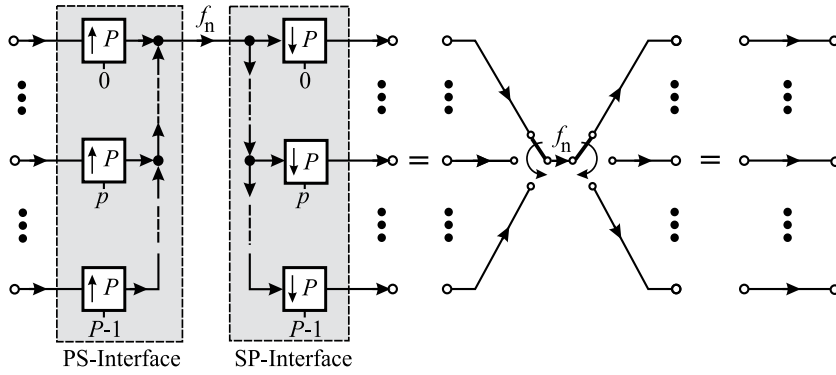 f_n
↑ P
↓ P
0
0
f_n
↑ P
↓ P
=
=
p
p
↑ P
↓ P
P-1
P-1
PS-Interface
SP-Interface